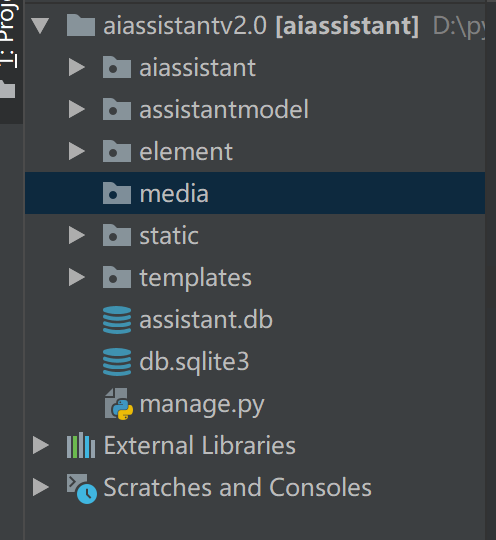 1: Proj
aiassistantv2.0 [aiassistant] D:\py
aiassistant
assistantmodel
element
media
static
templates
assistant.db
db.sqlite3
manage.py
External Libraries
Scratches and Consoles